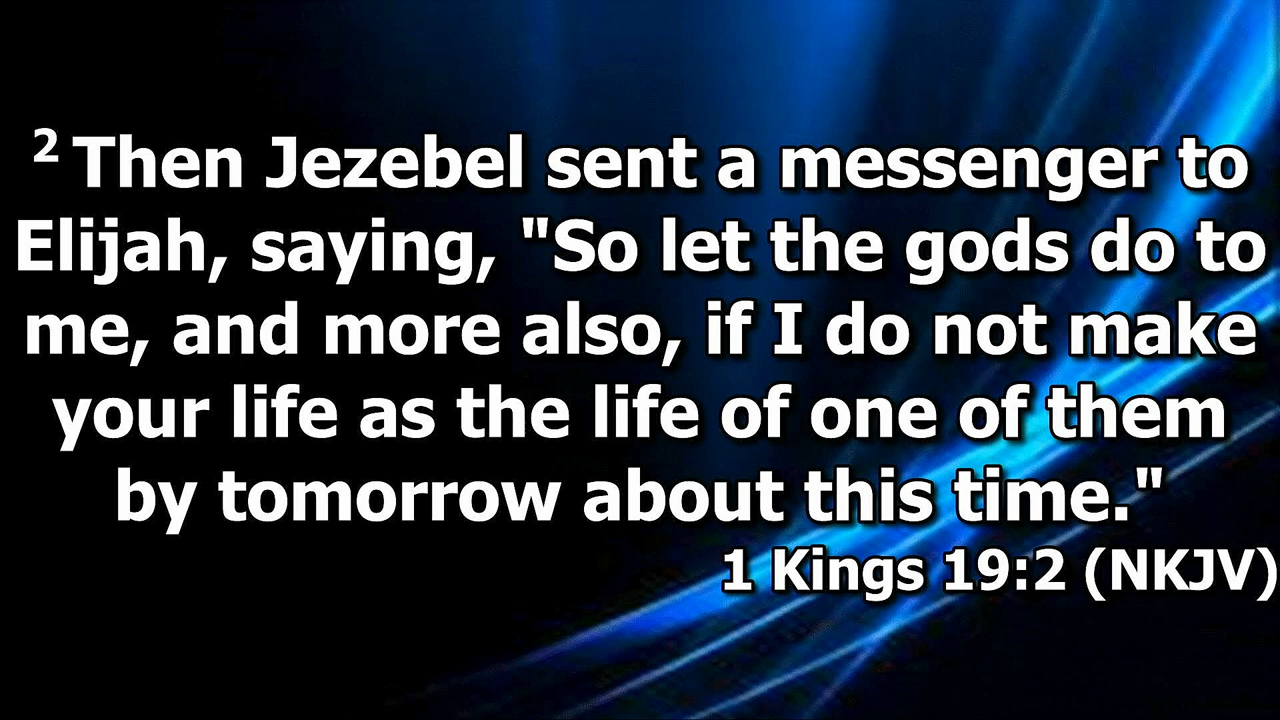 2 Then Jezebel sent a messenger to
Elijah, saying, "So let the gods do to
me, and more also, if I do not make
your life as the life of one of them
by tomorrow about this time."
1 Kings 19:2 (NKJV)